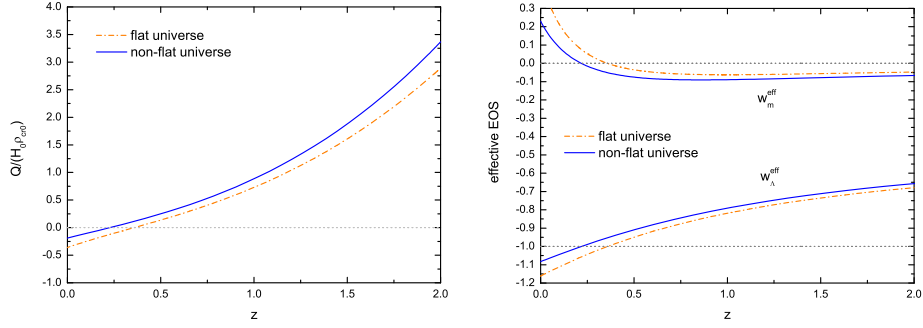 4.0
3.5
3.0
2.5
2.0
1.5
1.0
0.5
0.0
-0.5
-1.0
Q/(H₀ρcr0)
flat universe
non-flat universe
0.0 0.5 1.0 1.5 2.0
z
0.3
0.2
0.1
0.0
-0.1
-0.2
-0.3
-0.4
-0.5
-0.6
-0.7
-0.8
-0.9
-1.0
-1.1
-1.2
effective EOS
w_m^eff
flat universe
non-flat universe
w_Λ^eff
0.0 0.5 1.0 1.5 2.0
z